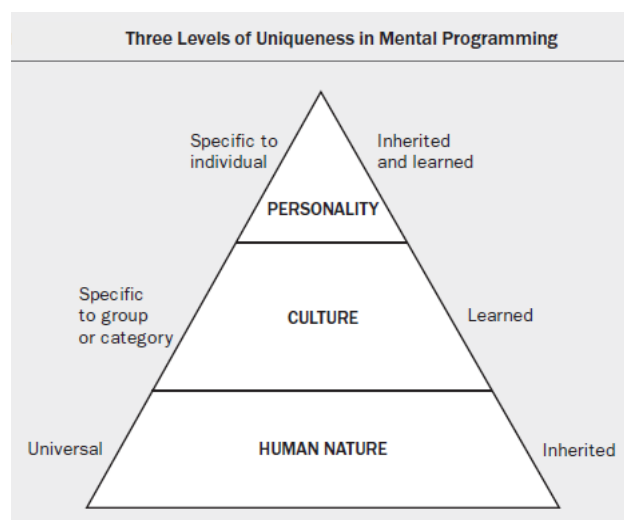 Three Levels of Uniqueness in Mental Programming
Specific to
individual
Inherited
and learned
PERSONALITY
Specific
to group
or category
CULTURE
Learned
Universal
HUMAN NATURE
Inherited